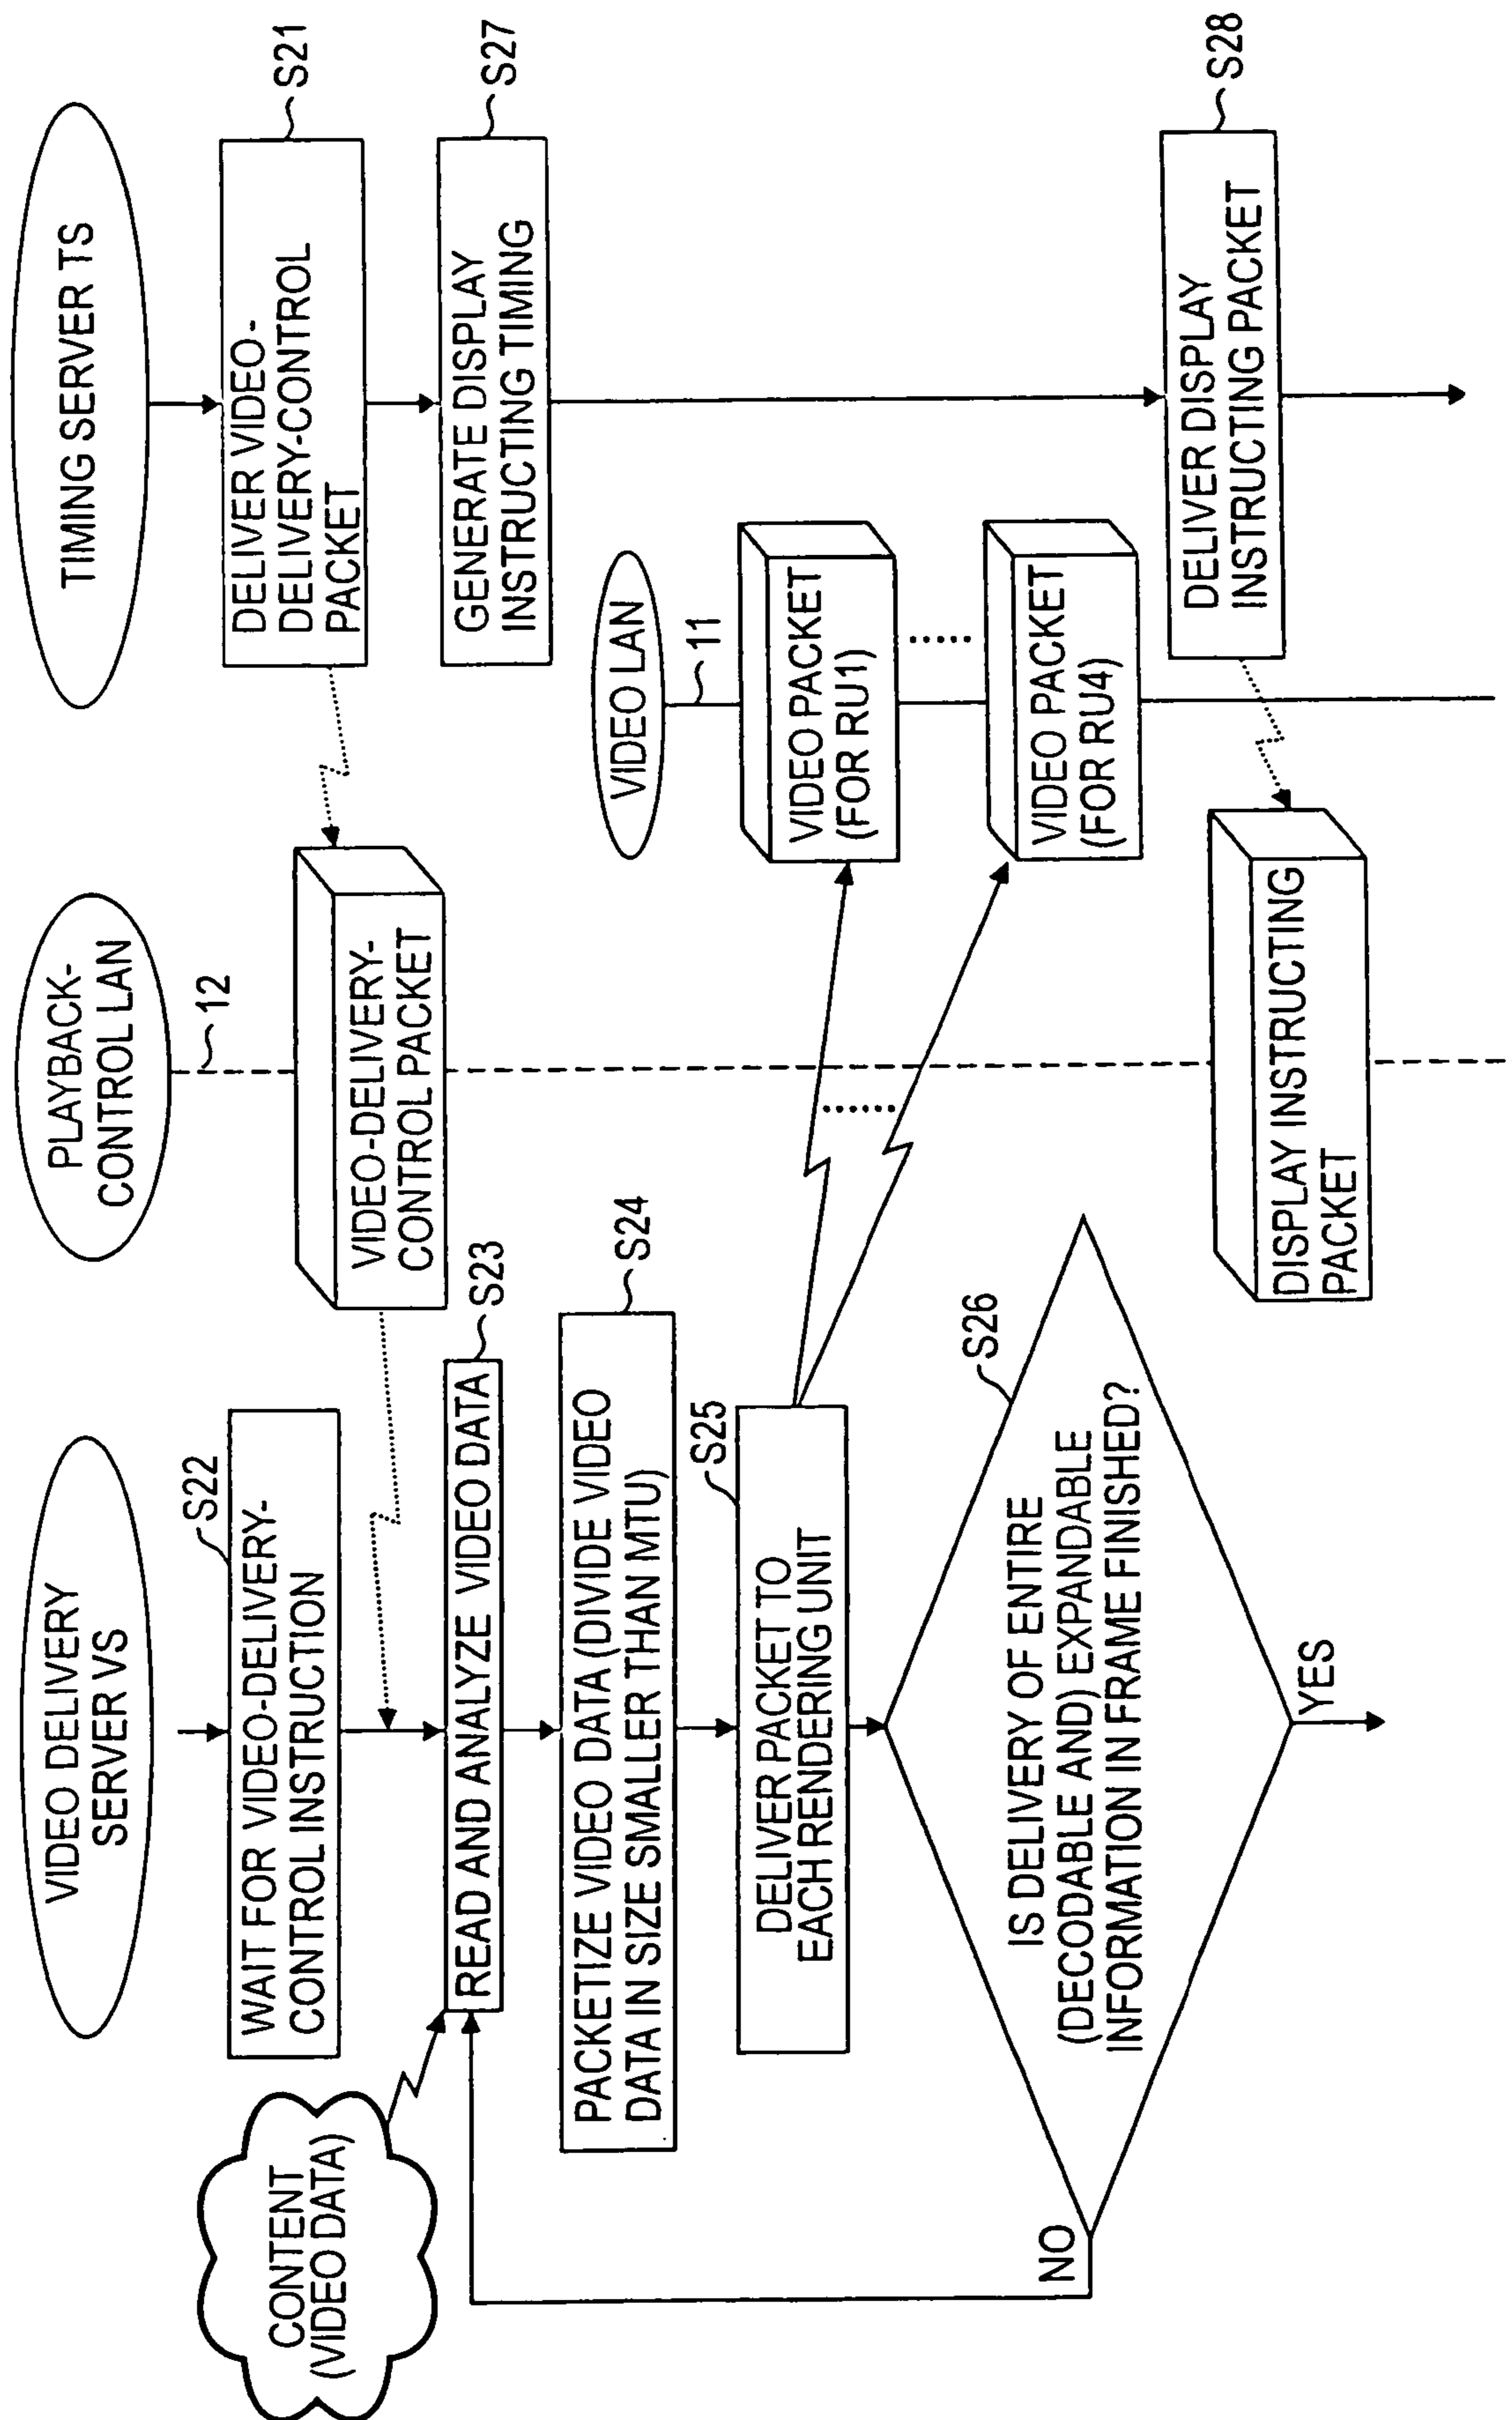 VIDEO DELIVERY
SERVER VS
PLAYBACK-
CONTROL LAN
TIMING SERVER TS
12
S21
DELIVER VIDEO-
DELIVERY-CONTROL
PACKET
S22
WAIT FOR VIDEO-DELIVERY-
CONTROL INSTRUCTION
CONTENT
(VIDEO DATA)
VIDEO-DELIVERY-
CONTROL PACKET
S23
READ AND ANALYZE VIDEO DATA
S27
GENERATE DISPLAY
INSTRUCTING TIMING
S24
PACKETIZE VIDEO DATA (DIVIDE VIDEO
DATA IN SIZE SMALLER THAN MTU)
VIDEO LAN
11
S25
DELIVER PACKET TO
EACH RENDERING UNIT
VIDEO PACKET
(FOR RU1)
VIDEO PACKET
(FOR RU4)
S26
IS DELIVERY OF ENTIRE
(DECODABLE AND) EXPANDABLE
INFORMATION IN FRAME FINISHED?
NO
YES
S28
DELIVER DISPLAY
INSTRUCTING PACKET
DISPLAY INSTRUCTING
PACKET